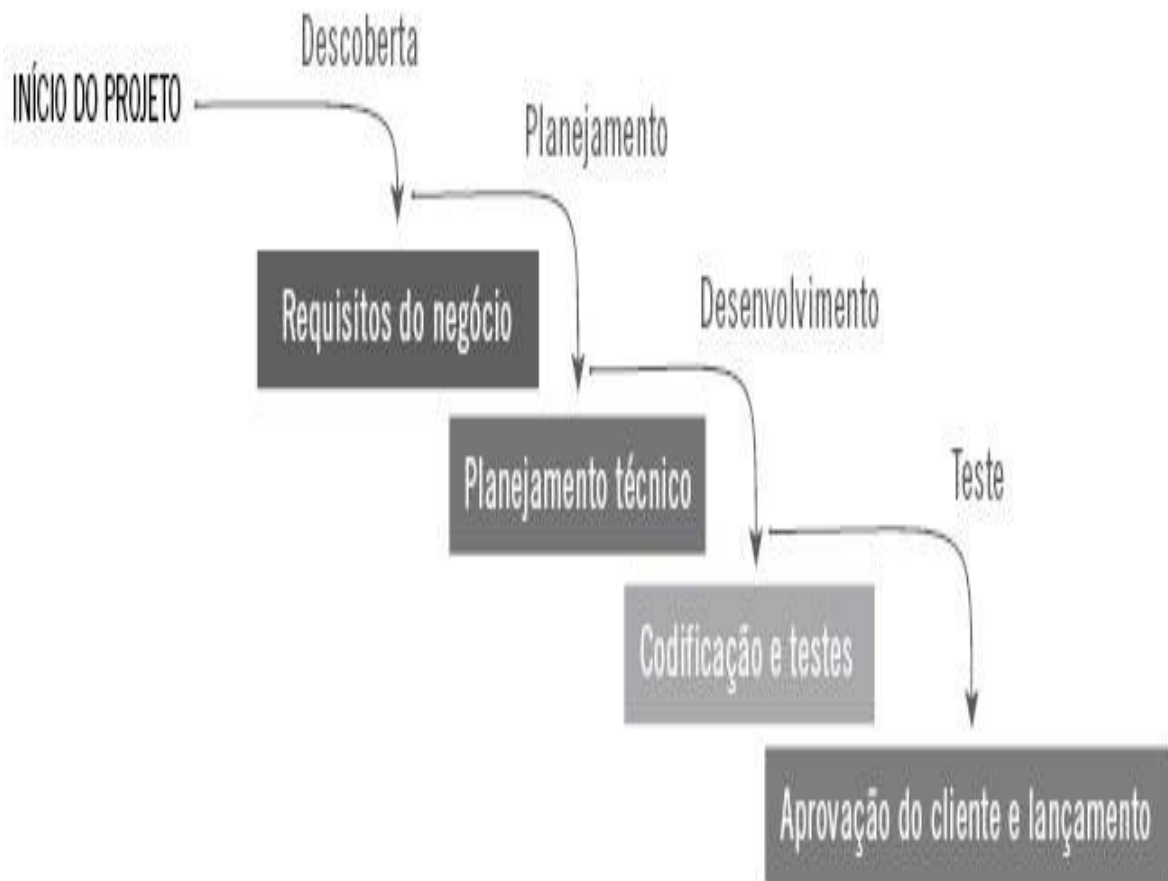 Descoberta
INÍCIO DO PROJETO
Planejamento
Requisitos do negócio
Desenvolvimento
Planejamento técnico
Teste
Codificação e testes
Aprovação do cliente e lançamento